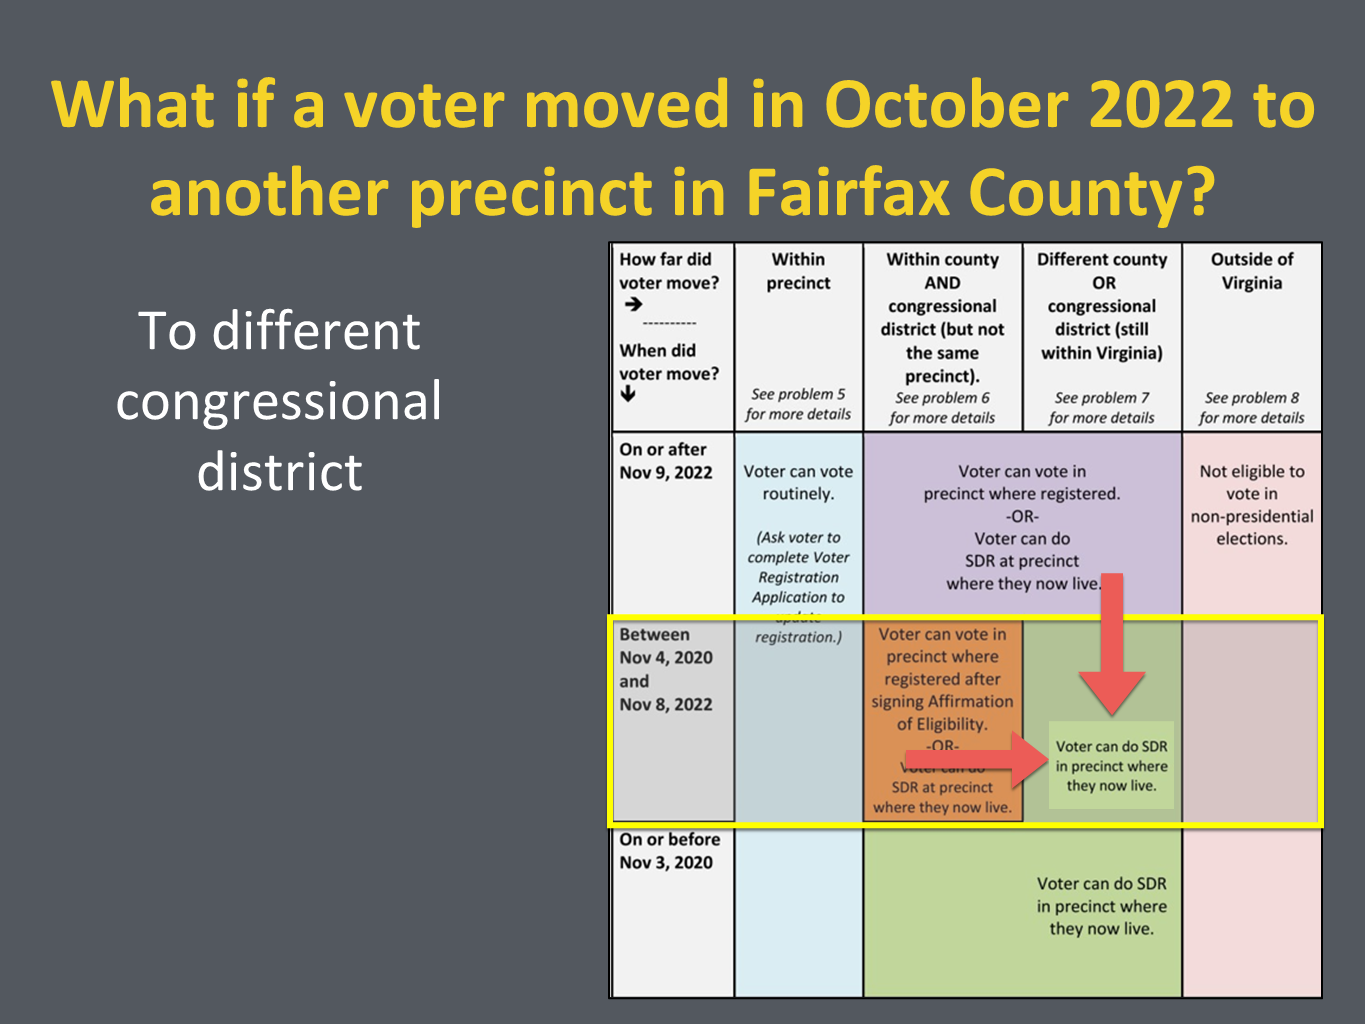 What if a voter moved in October 2022 to
another precinct in Fairfax County?
To different
congressional
district
How far did
voter move?
➔
----------
When did
voter move?
🡻
Within
precinct
See problem 5
for more details
Within county
AND
congressional
district (but not
the same
precinct).
See problem 6
for more details
Different county
OR
congressional
district (still
within Virginia)
See problem 7
for more details
Outside of
Virginia
See problem 8
for more details
On or after
Nov 9, 2022
Voter can vote
routinely.
(Ask voter to
complete Voter
Registration
Application to
update
registration.)
Voter can vote in
precinct where registered.
-OR-
Voter can do
SDR at precinct
where they now live.
Not eligible to
vote in
non-presidential
elections.
Between
Nov 4, 2020
and
Nov 8, 2022
Voter can vote in
precinct where
registered after
signing Affirmation
of Eligibility.
-OR-
Voter can do
SDR at precinct
where they now live.
Voter can do SDR
in precinct where
they now live.
On or before
Nov 3, 2020
Voter can do SDR
in precinct where
they now live.